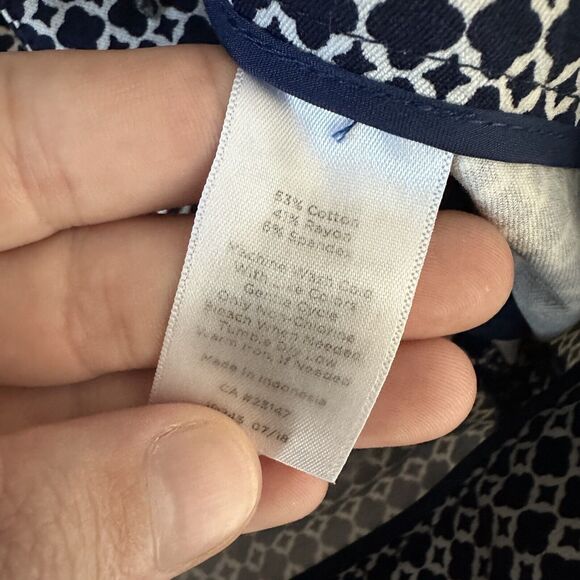 53% Cotton
41% Rayon
6% Spandex
Machine Wash Cold
With Like Colors
Gentle Cycle
Only Non Chlorine
Bleach When Needed
Tumble Dry Low
Warm Iron, If Needed
Made in Indonesia
CA #23147
07/18